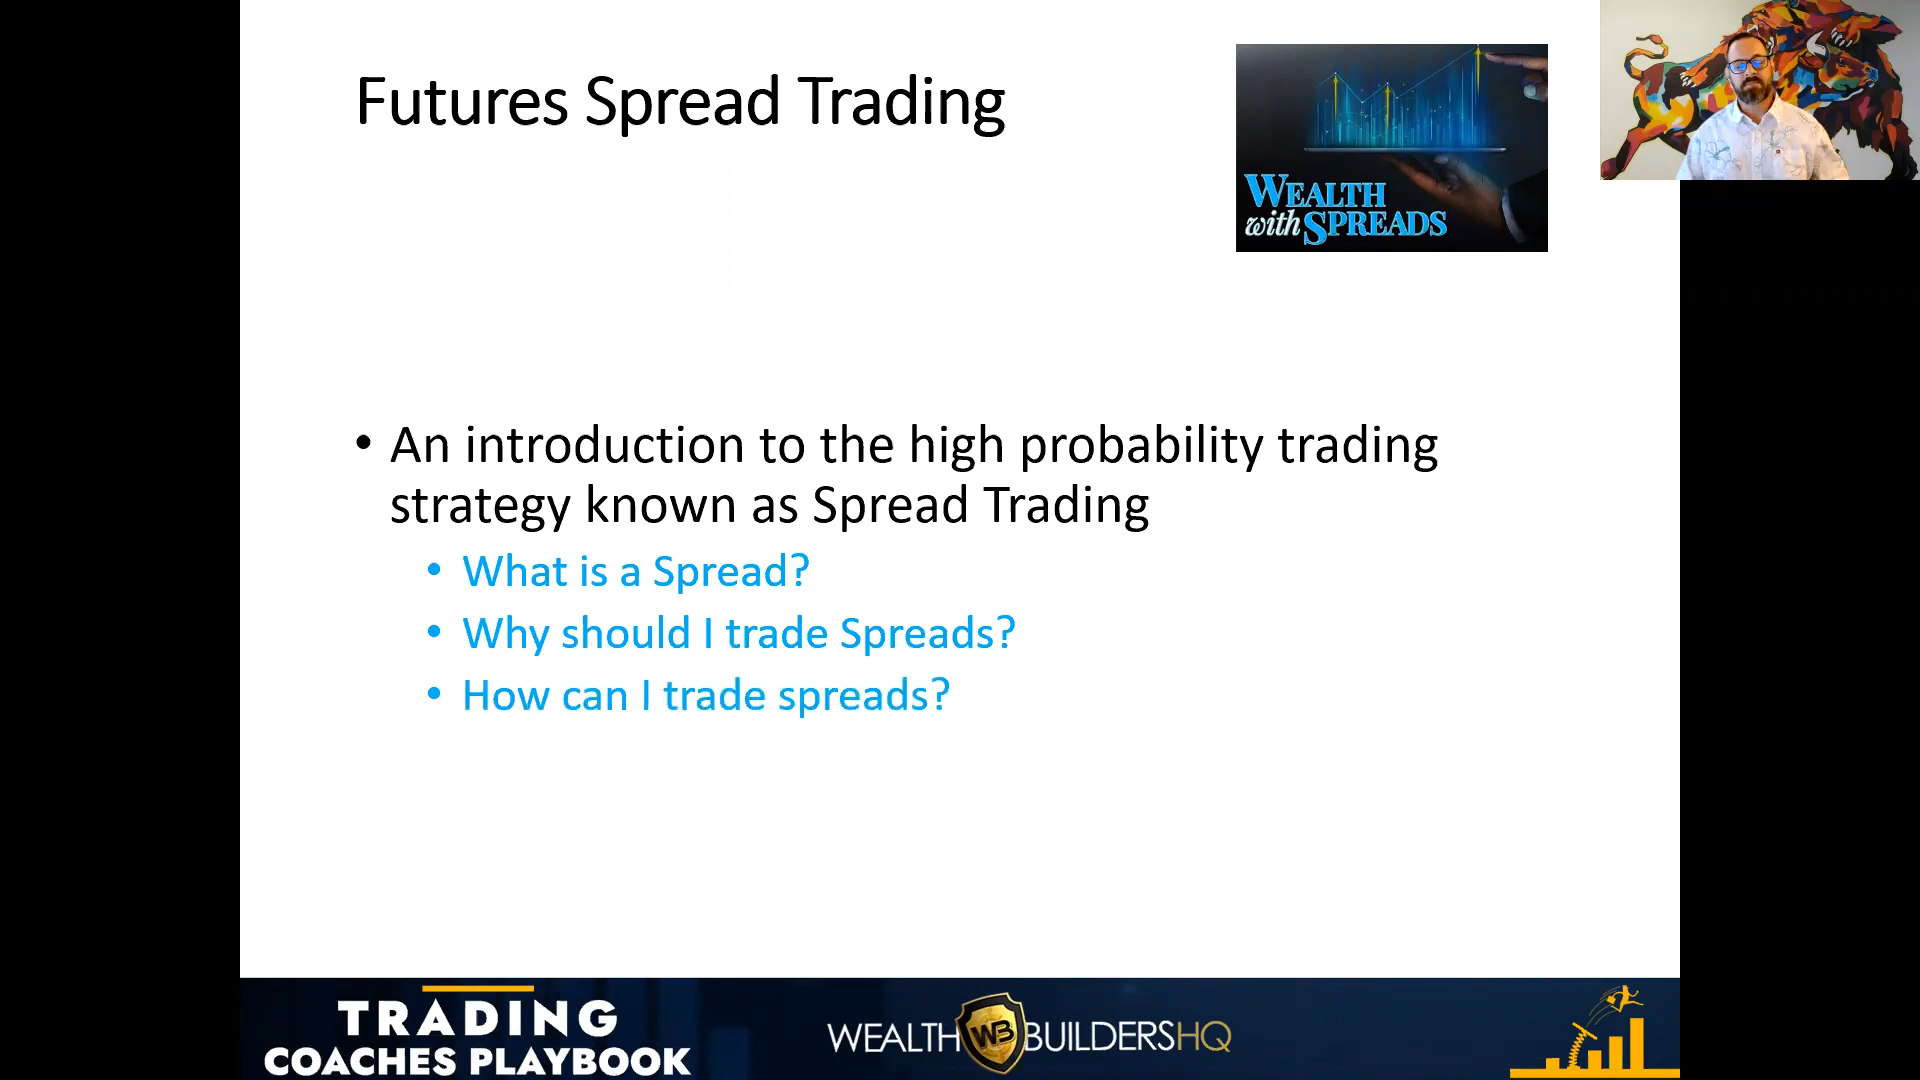 Futures Spread Trading
WEALTH
with SPREADS
• An introduction to the high probability trading
strategy known as Spread Trading
• What is a Spread?
• Why should I trade Spreads?
• How can I trade spreads?
TRADING
COACHES PLAYBOOK
WEALTH WB BUILDERSHQ